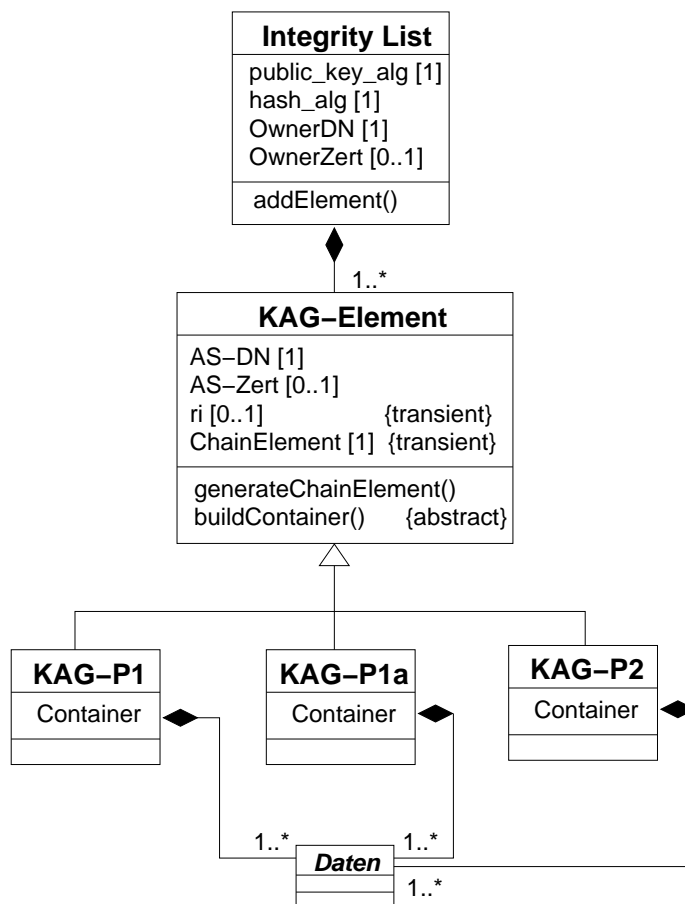 Integrity List
public_key_alg [1]
hash_alg [1]
OwnerDN [1]
OwnerZert [0..1]
addElement()
1..*
KAG–Element
AS–DN [1]
AS–Zert [0..1]
ri [0..1] {transient}
ChainElement [1] {transient}
generateChainElement()
buildContainer() {abstract}
KAG–P1 KAG–P1a KAG–P2
Container Container Container
1..* 1..*
Daten
1..*